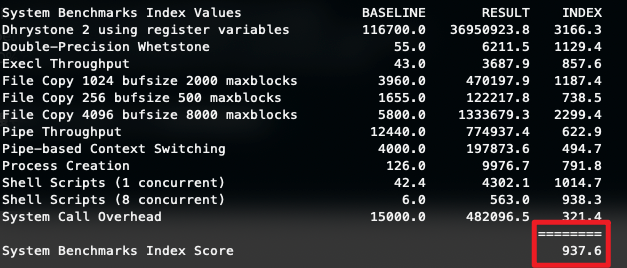 System Benchmarks Index Values BASELINE RESULT INDEX
Dhrystone 2 using register variables 116700.0 36950923.8 3166.3
Double-Precision Whetstone 55.0 6211.5 1129.4
Execl Throughput 43.0 3687.9 857.6
File Copy 1024 bufsize 2000 maxblocks 3960.0 470197.9 1187.4
File Copy 256 bufsize 500 maxblocks 1655.0 122217.8 738.5
File Copy 4096 bufsize 8000 maxblocks 5800.0 1333679.3 2299.4
Pipe Throughput 12440.0 774937.4 622.9
Pipe-based Context Switching 4000.0 197873.6 494.7
Process Creation 126.0 9976.7 791.8
Shell Scripts (1 concurrent) 42.4 4302.1 1014.7
Shell Scripts (8 concurrent) 6.0 563.0 938.3
System Call Overhead 15000.0 482096.5 321.4
========
System Benchmarks Index Score 937.6